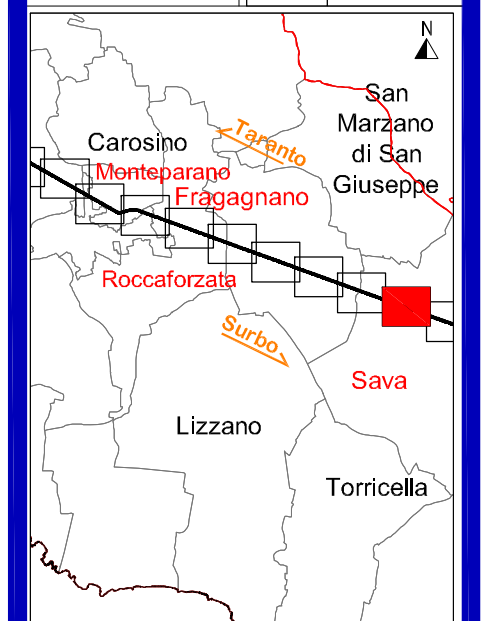 N
San
Marzano
di San
Giuseppe
Taranto
Carosino
Monteparano
Fragagnano
Roccaforzata
Surbo
Sava
Lizzano
Torricella